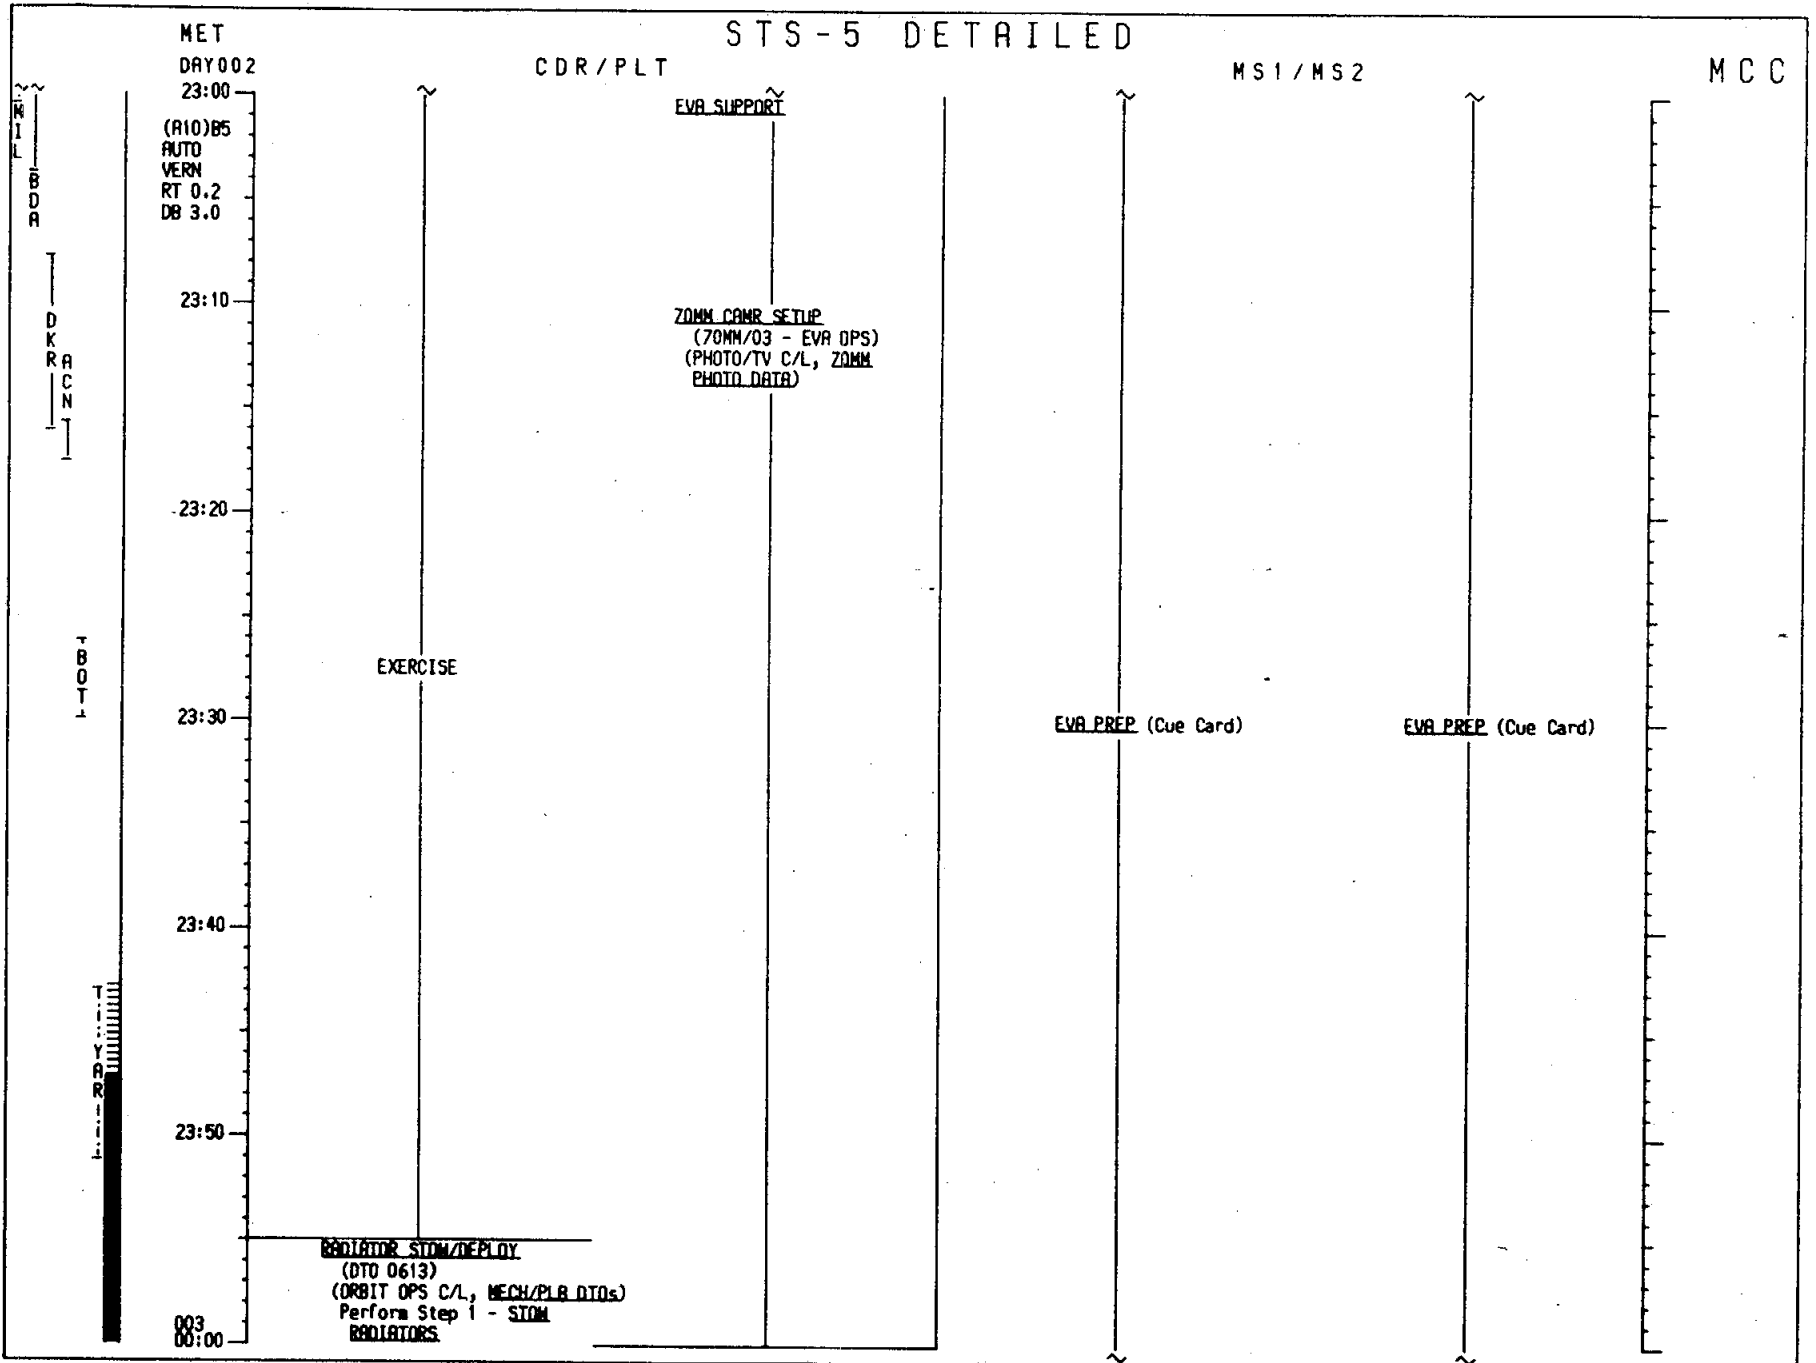 STS-5 DETAILED
MET
DAY002
CDR/PLT
MS1/MS2
MCC
23:00
(A10)B5
AUTO
VERN
RT 0.2
DB 3.0
23:10
23:20
23:30
23:40
23:50
003
00:00
MIL
BDA
DKR
ACN
BOT
YAR
EXERCISE
RADIATOR STOW/DEPLOY
(DTO 0613)
(ORBIT OPS C/L, MECH/PLB DTOs)
Perform Step 1 - STOW
RADIATORS
EVA SUPPORT
70MM CAMR SETUP
(70MM/03 - EVA OPS)
(PHOTO/TV C/L, 70MM
PHOTO DATA)
EVA PREP (Cue Card)
EVA PREP (Cue Card)